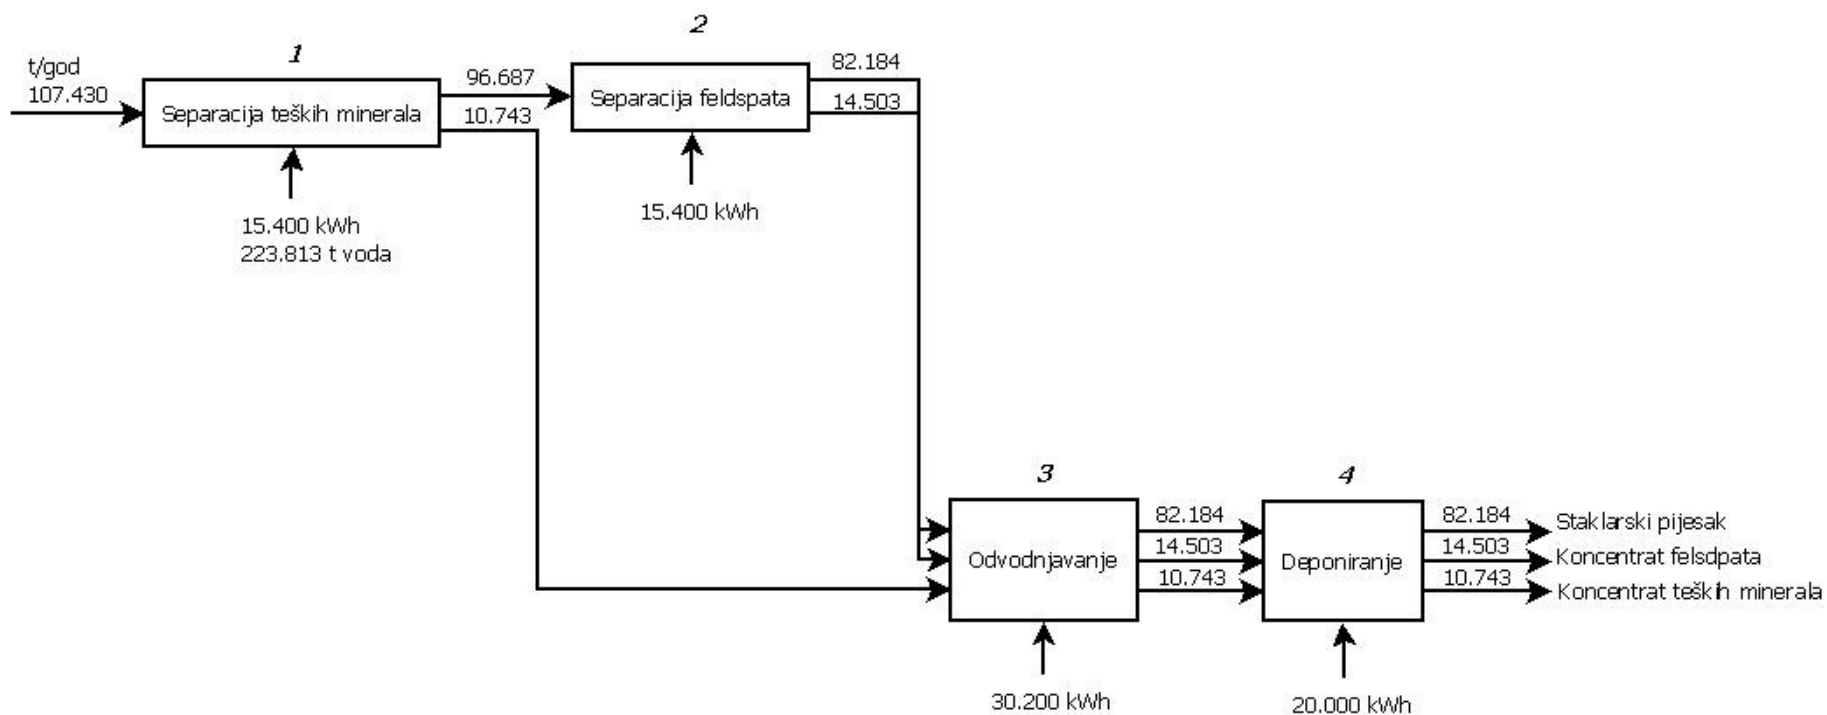 1
2
t/god
107.430
Separacija teških minerala
96.687
10.743
Separacija feldspata
82.184
14.503
15.400 kWh
223.813 t voda
15.400 kWh
3
4
Odvodnjavanje
82.184
14.503
10.743
Deponiranje
82.184
14.503
10.743
Staklarski pijesak
Koncentrat felsdpata
Koncentrat teških minerala
30.200 kWh
20.000 kWh